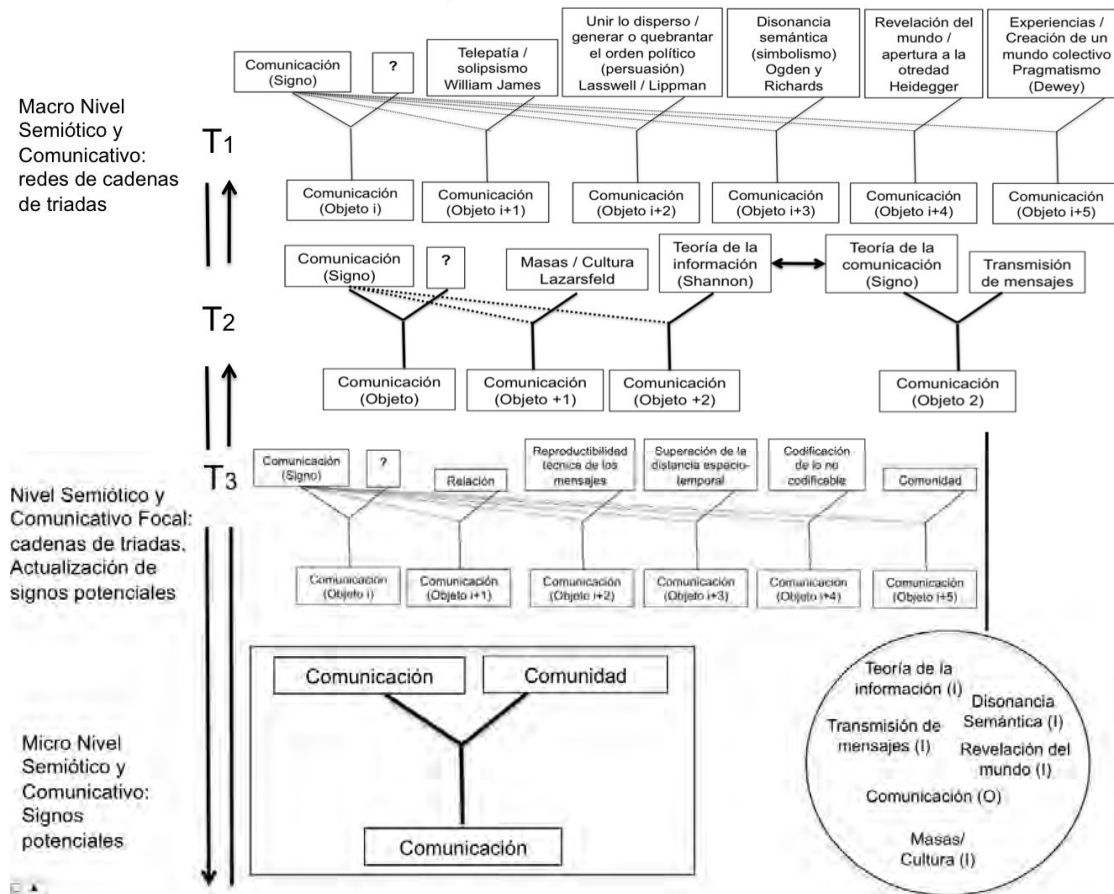 Macro Nivel
Semiótico y
Comunicativo:
redes de cadenas
de triadas
T1
Comunicación
(Signo)
?
Telepatía /
solipsismo
William James
Unir lo disperso /
generar o quebrantar
el orden político
(persuasión)
Lasswell / Lippman
Disonancia
semántica
(simbolismo)
Ogden y
Richards
Revelación del
mundo /
apertura a la
otredad
Heidegger
Experiencias /
Creación de un
mundo colectivo
Pragmatismo
(Dewey)
Comunicación
(Objeto i)
Comunicación
(Objeto i+1)
Comunicación
(Objeto i+2)
Comunicación
(Objeto i+3)
Comunicación
(Objeto i+4)
Comunicación
(Objeto i+5)
T2
Comunicación
(Signo)
?
Masas / Cultura
Lazarsfeld
Teoría de la
información
(Shannon)
Teoría de la
comunicación
(Signo)
Transmisión
de mensajes
Comunicación
(Objeto)
Comunicación
(Objeto +1)
Comunicación
(Objeto +2)
Comunicación
(Objeto 2)
Nivel Semiótico y
Comunicativo Focal:
cadenas de triadas.
Actualización de
signos potenciales
T3
Comunicación
(Signo)
?
Relación
Reproductibilidad
técnica de los
mensajes
Superación de la
distancia espacio-
temporal
Codificación
de lo no
codificable
Comunidad
Comunicación
(Objeto i)
Comunicación
(Objeto i+1)
Comunicación
(Objeto i+2)
Comunicación
(Objeto i+3)
Comunicación
(Objeto i+4)
Comunicación
(Objeto i+5)
Micro Nivel
Semiótico y
Comunicativo:
Signos
potenciales
Comunicación
Comunidad
Comunicación
Teoría de la
información (I)
Disonancia
Semántica (I)
Transmisión de
mensajes (I)
Revelación del
mundo (I)
Comunicación (O)
Masas/
Cultura (I)